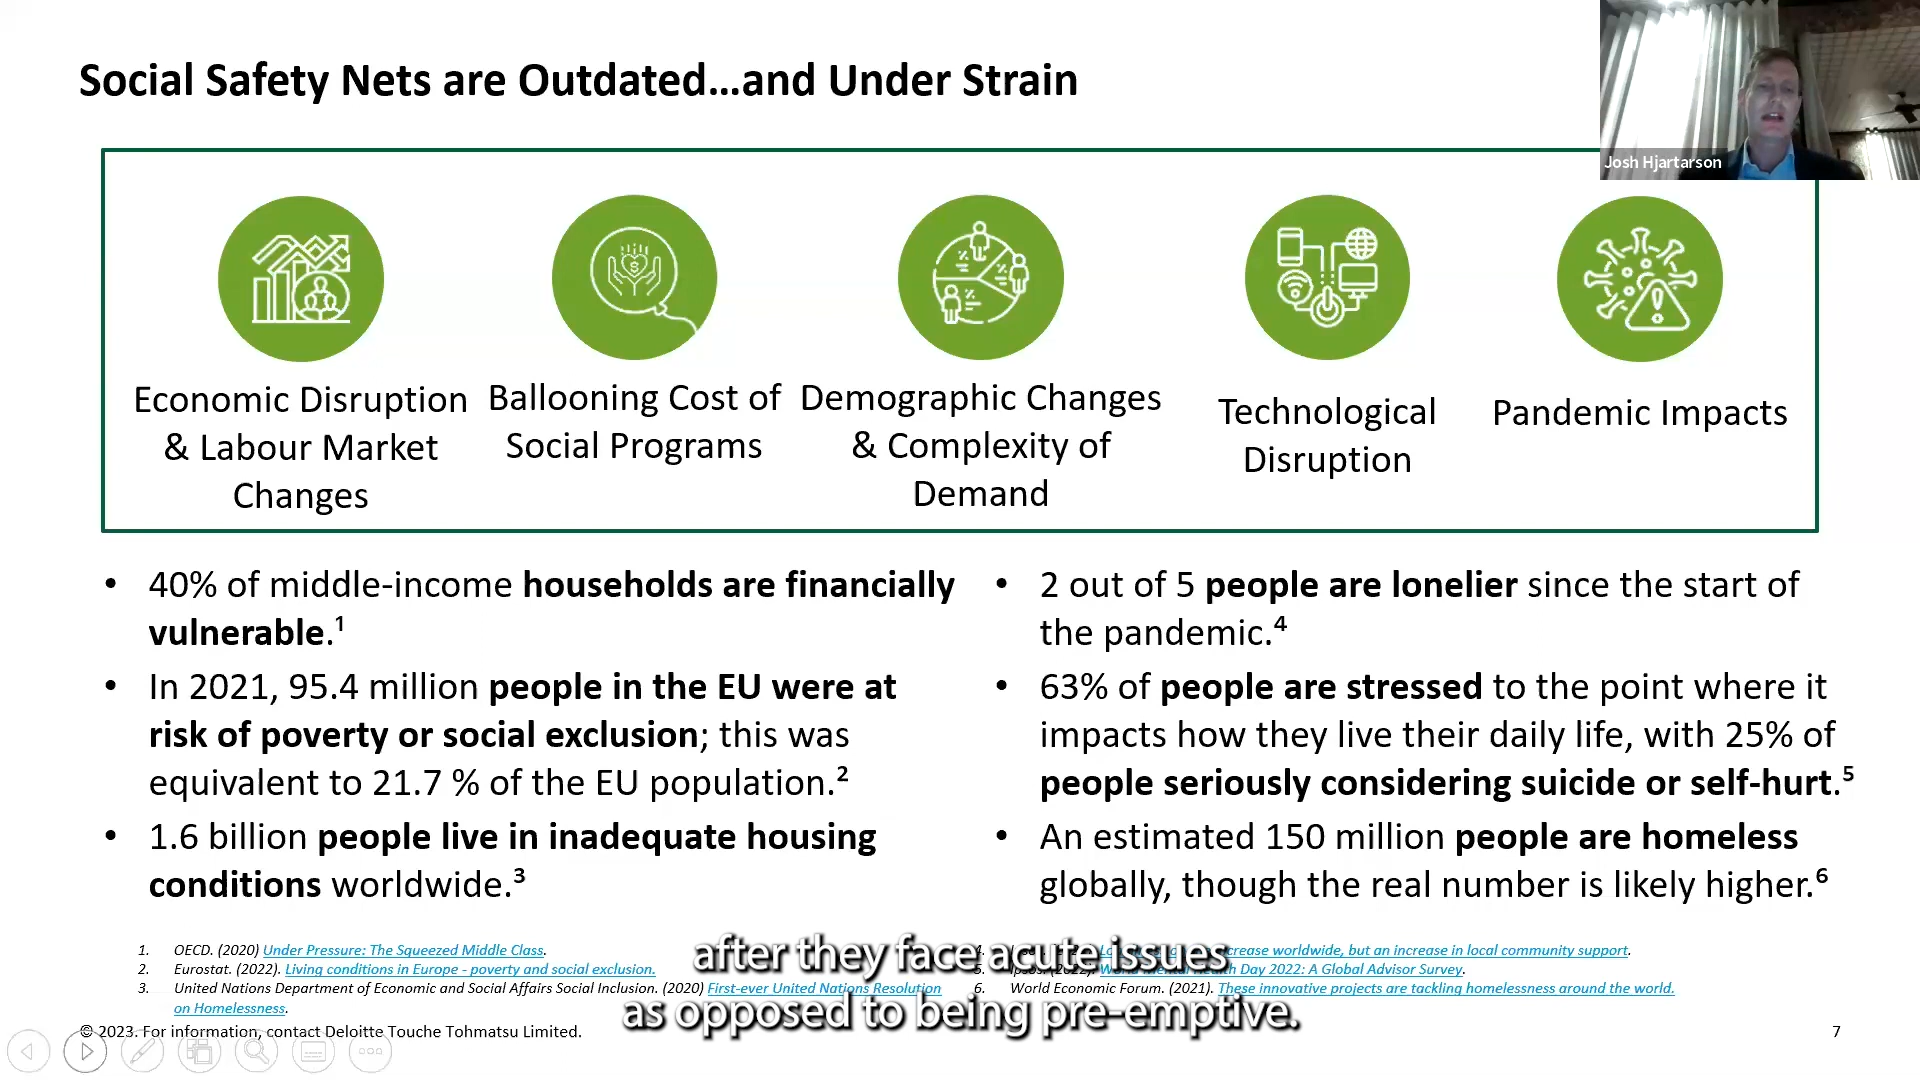 Social Safety Nets are Outdated...and Under Strain
Josh Hjartarson
Economic Disruption
& Labour Market
Changes
Ballooning Cost of
Social Programs
Demographic Changes
& Complexity of
Demand
Technological
Disruption
Pandemic Impacts
• 40% of middle-income households are financially
vulnerable.¹
• In 2021, 95.4 million people in the EU were at
risk of poverty or social exclusion; this was
equivalent to 21.7 % of the EU population.²
• 1.6 billion people live in inadequate housing
conditions worldwide.³
• 2 out of 5 people are lonelier since the start of
the pandemic.⁴
• 63% of people are stressed to the point where it
impacts how they live their daily life, with 25% of
people seriously considering suicide or self-hurt.⁵
• An estimated 150 million people are homeless
globally, though the real number is likely higher.⁶
1. OECD. (2020) Under Pressure: The Squeezed Middle Class.
2. Eurostat. (2022). Living conditions in Europe - poverty and social exclusion.
3. United Nations Department of Economic and Social Affairs Social Inclusion. (2020) First-ever United Nations Resolution
on Homelessness.
worldwide, but an increase in local community support.
5. Ipsos. (2022). World Mental Health Day 2022: A Global Advisor Survey.
6. World Economic Forum. (2021). These innovative projects are tackling homelessness around the world.
after they face acute issues
as opposed to being pre-emptive.
© 2023. For information, contact Deloitte Touche Tohmatsu Limited.
7